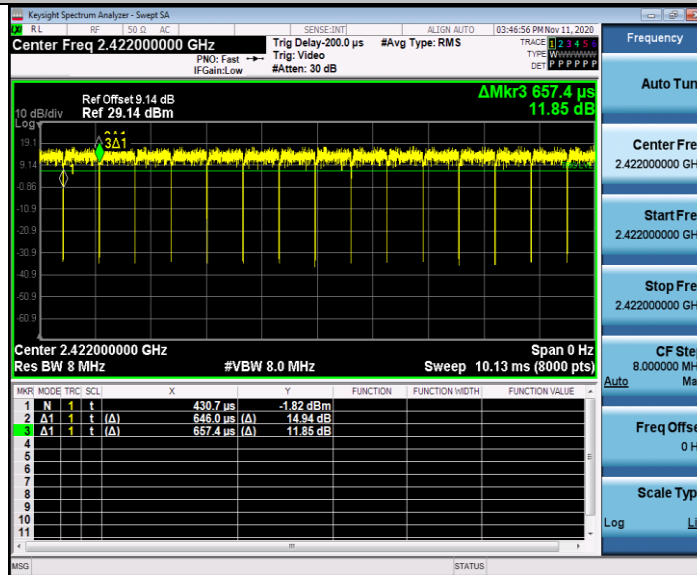 Keysight Spectrum Analyzer - Swept SA
RL RF 50 Ω AC SENSE:INT ALIGN AUTO 03:46:56 PM Nov 11, 2020
Center Freq 2.422000000 GHz
PNO: Fast
IFGain:Low
Trig Delay-200.0 µs
Trig: Video
#Atten: 30 dB
#Avg Type: RMS
TRACE 1 2 3 4 5 6
TYPE WWWWWW
DET P P P P P P
Ref Offset 9.14 dB
10 dB/div Ref 29.14 dBm
Log
ΔMkr3 657.4 µs
11.85 dB
3Δ1
1
19.1
9.14
-0.86
-10.9
-20.9
-30.9
-40.9
-50.9
-60.9
Center 2.422000000 GHz Span 0 Hz
Res BW 8 MHz #VBW 8.0 MHz Sweep 10.13 ms (8000 pts)
MKR MODE TRC SCL X Y FUNCTION FUNCTION WIDTH FUNCTION VALUE
1 N 1 t 430.7 µs -1.82 dBm
2 Δ1 1 t (Δ) 646.0 µs (Δ) 14.94 dB
3 Δ1 1 t (Δ) 657.4 µs (Δ) 11.85 dB
4
5
6
7
8
9
10
11
MSG STATUS
Frequency
Auto Tun
Center Fre
2.422000000 GH
Start Fre
2.422000000 GH
Stop Fre
2.422000000 GH
CF Ste
8.000000 MH
Auto Ma
Freq Offse
0 H
Scale Typ
Log Li